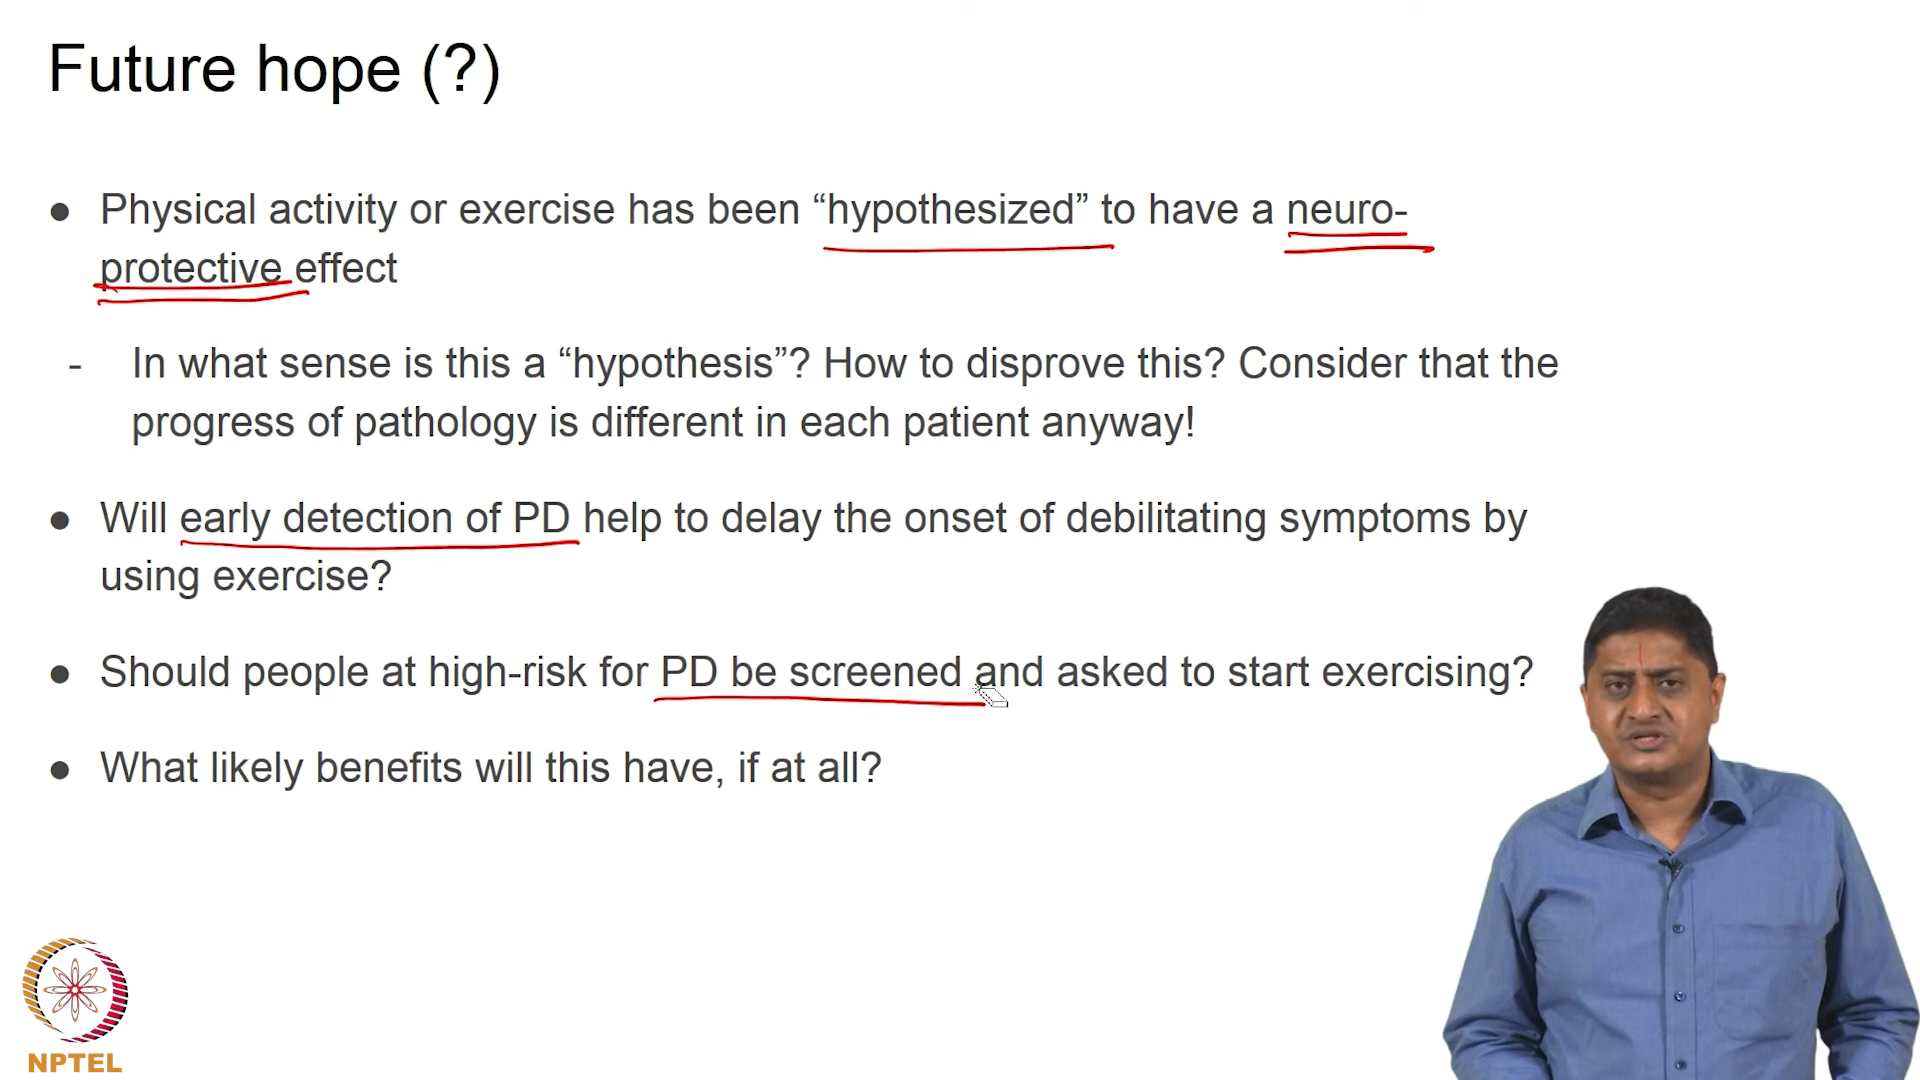 Future hope (?)
● Physical activity or exercise has been “hypothesized” to have a neuro-
protective effect
- In what sense is this a “hypothesis”? How to disprove this? Consider that the
progress of pathology is different in each patient anyway!
● Will early detection of PD help to delay the onset of debilitating symptoms by
using exercise?
● Should people at high-risk for PD be screened and asked to start exercising?
● What likely benefits will this have, if at all?
NPTEL